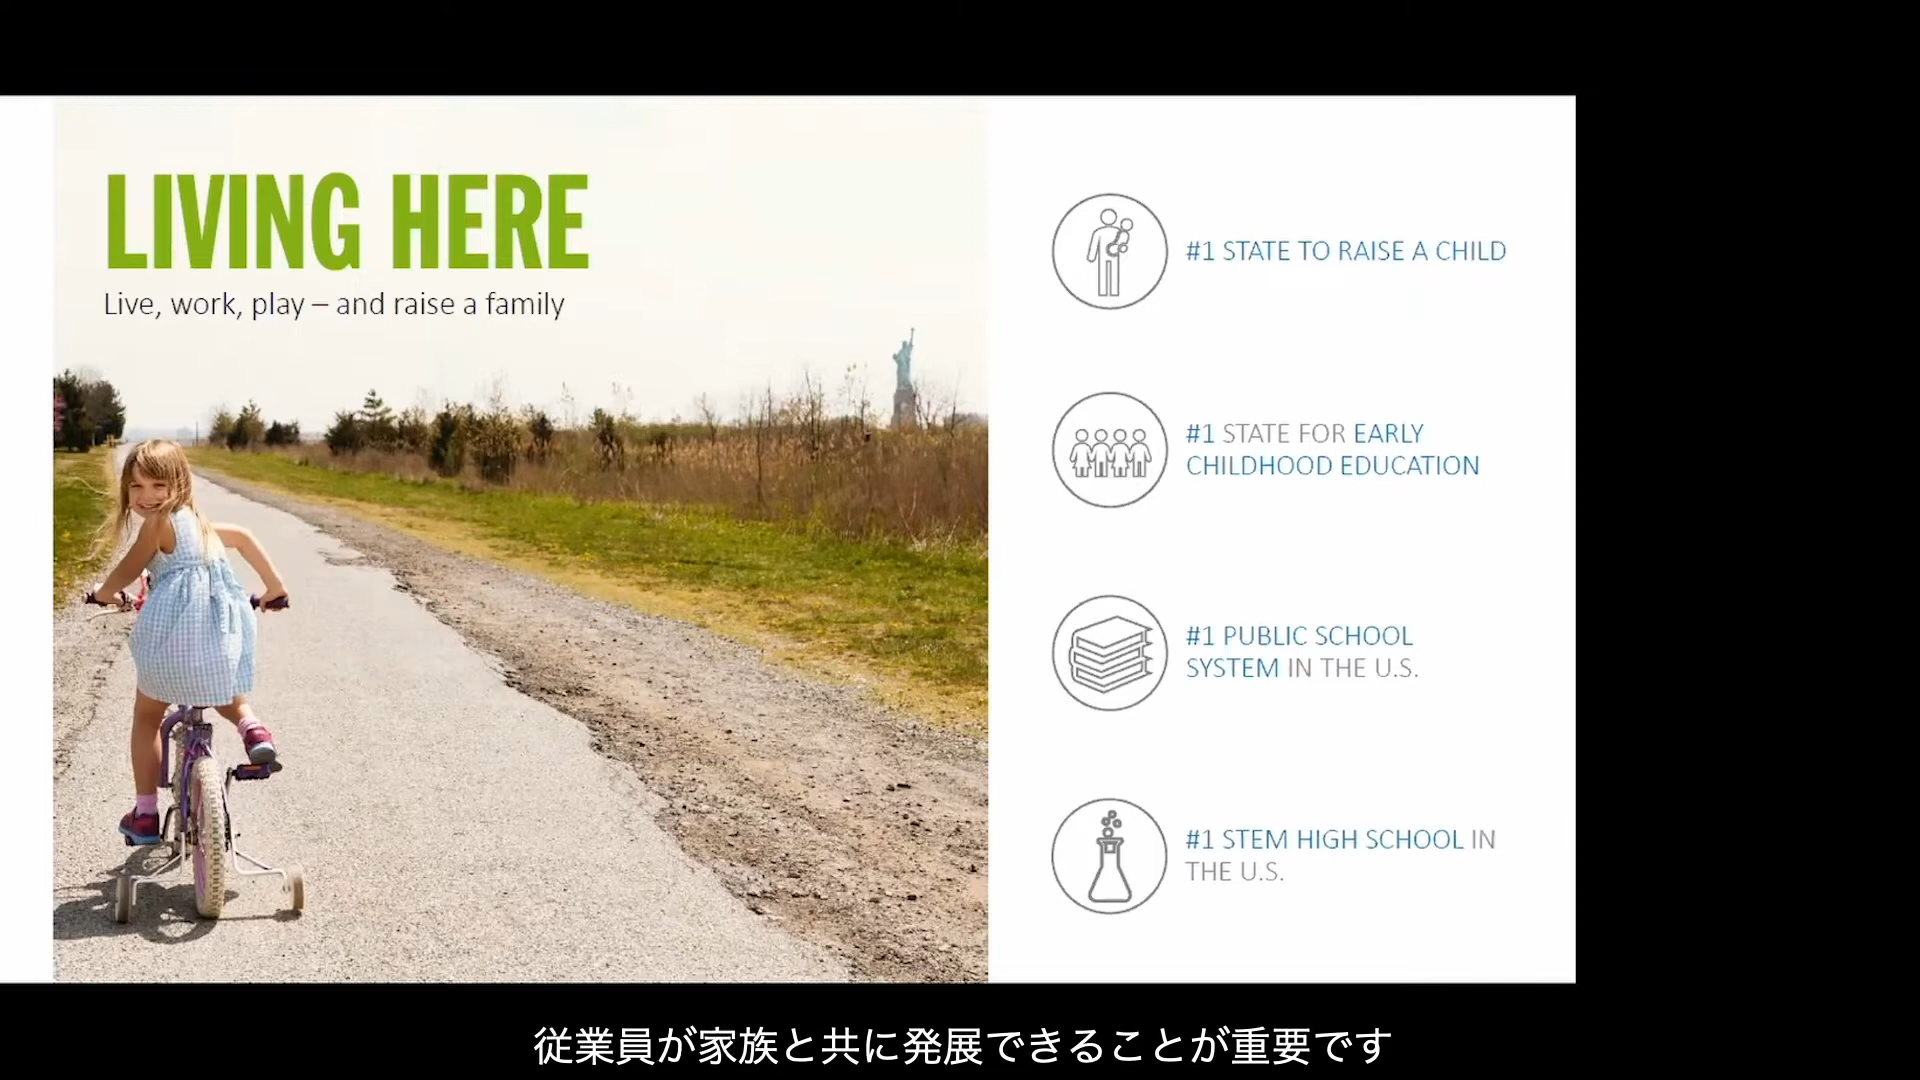 LIVING HERE
Live, work, play – and raise a family
#1 STATE TO RAISE A CHILD
#1 STATE FOR EARLY
CHILDHOOD EDUCATION
#1 PUBLIC SCHOOL
SYSTEM IN THE U.S.
#1 STEM HIGH SCHOOL IN
THE U.S.
従業員が家族と共に発展できることが重要です